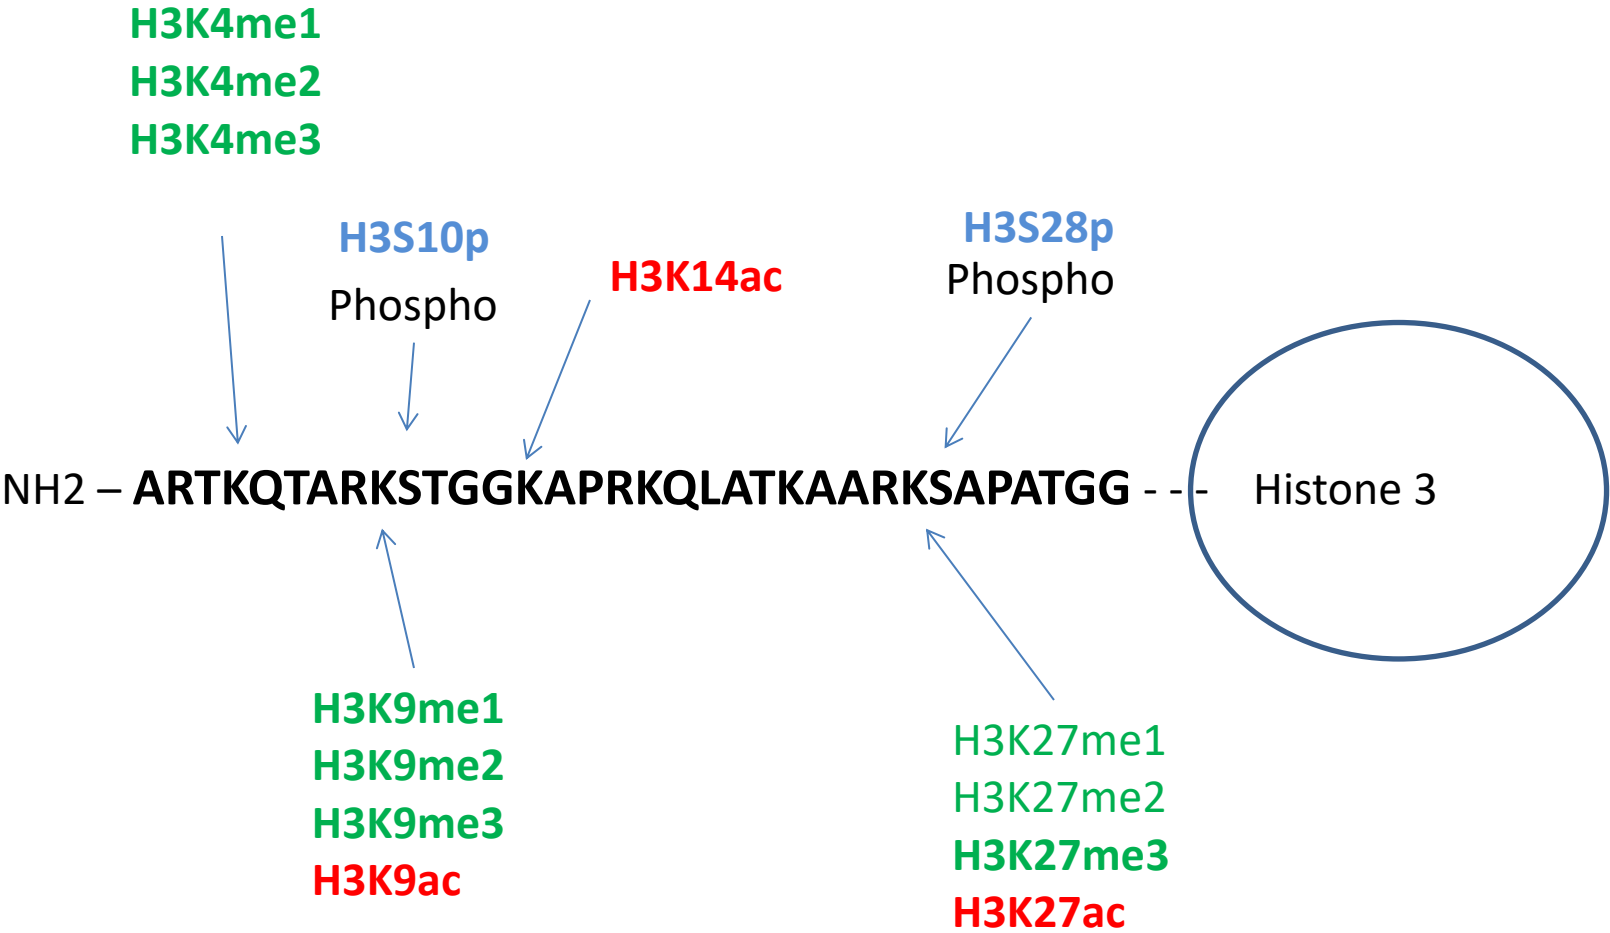 H3K4me1
H3K4me2
H3K4me3
H3S10p
Phospho
H3K14ac
H3S28p
Phospho
NH2 – ARTKQTARKSTGGKAPRKQLATKAARKSAPATGG - - - Histone 3
H3K9me1
H3K9me2
H3K9me3
H3K9ac
H3K27me1
H3K27me2
H3K27me3
H3K27ac